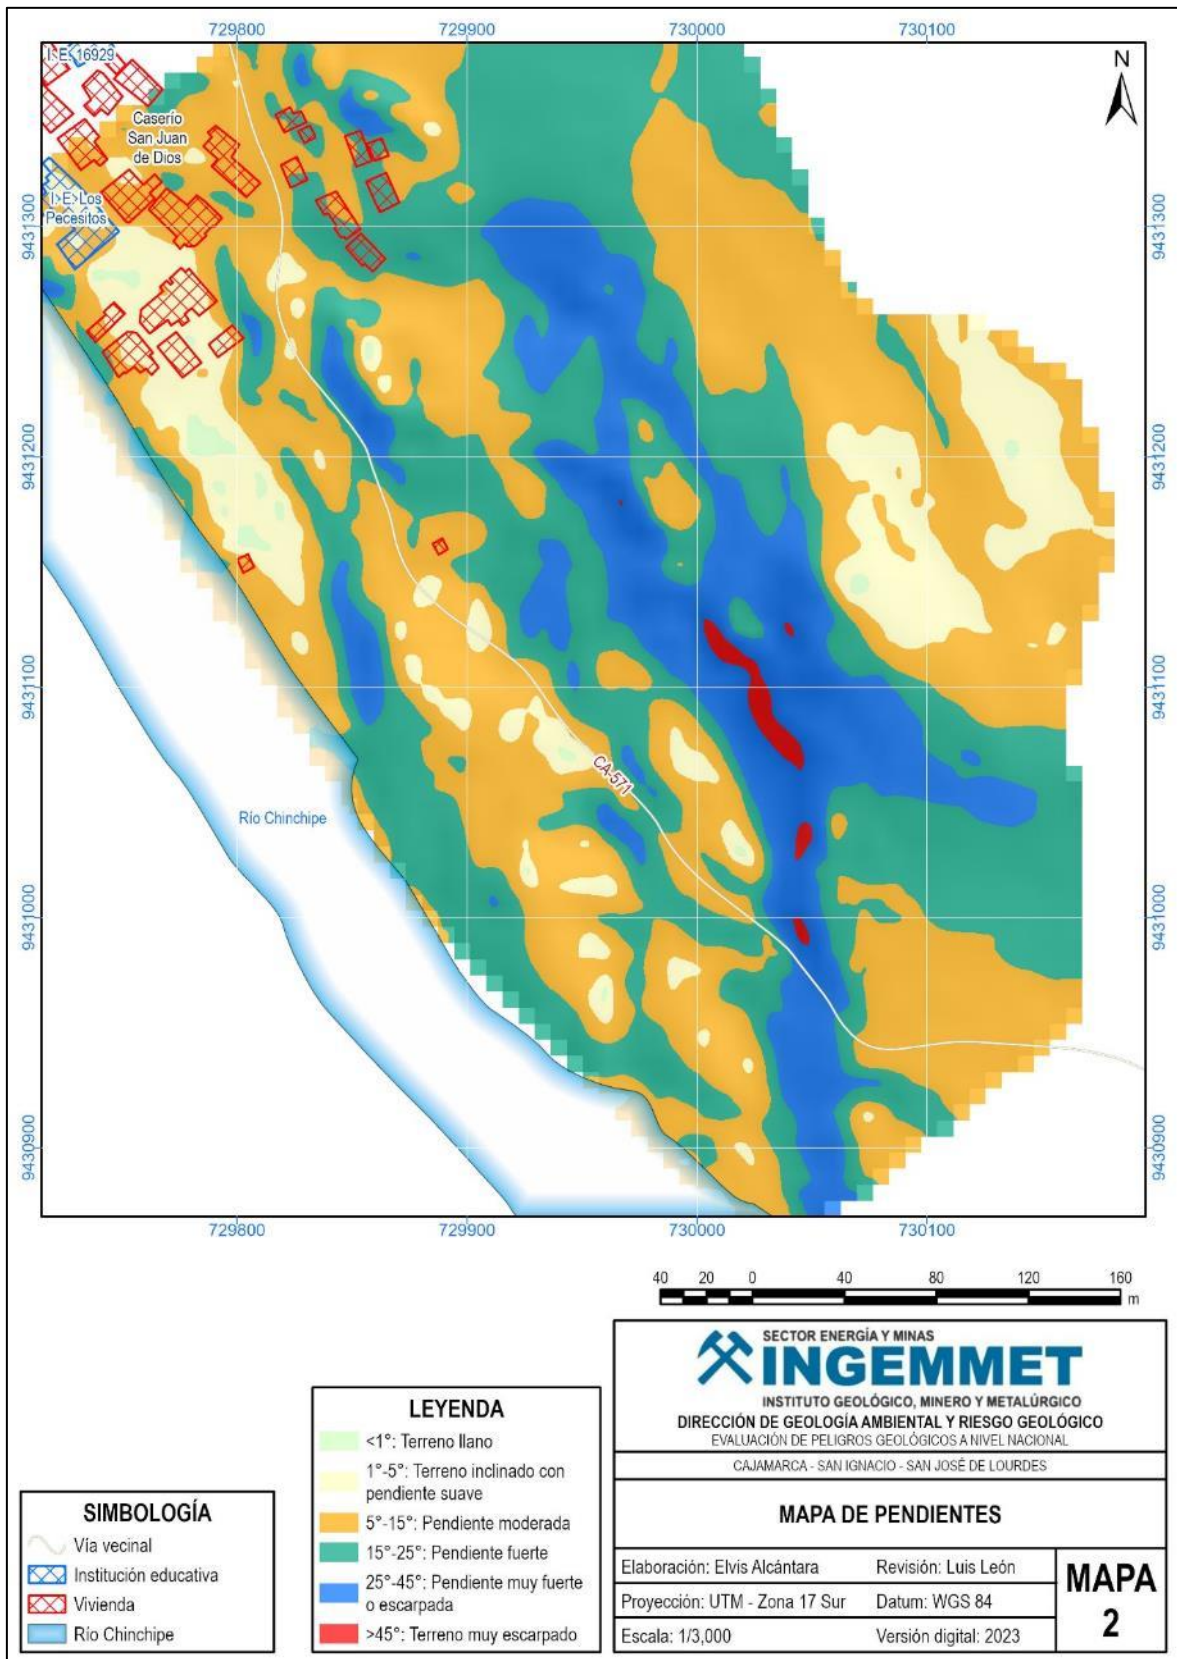 729800 729900 730000 730100
I.E. 16929
N
Caserío
San Juan
de Dios
I.E. Los
Pececitos
9431300 9431300
9431200 9431200
9431100 9431100
CA-571
Río Chinchipe
9431000 9431000
9430900 9430900
729800 729900 730000 730100
40 20 0 40 80 120 160
m
SECTOR ENERGÍA Y MINAS
INGEMMET
INSTITUTO GEOLÓGICO, MINERO Y METALÚRGICO
DIRECCIÓN DE GEOLOGÍA AMBIENTAL Y RIESGO GEOLÓGICO
EVALUACIÓN DE PELIGROS GEOLÓGICOS A NIVEL NACIONAL
CAJAMARCA - SAN IGNACIO - SAN JOSÉ DE LOURDES
MAPA DE PENDIENTES
Elaboración: Elvis Alcántara Revisión: Luis León
Proyección: UTM - Zona 17 Sur Datum: WGS 84
Escala: 1/3,000 Versión digital: 2023
MAPA
2
LEYENDA
<1°: Terreno llano
1°-5°: Terreno inclinado con
pendiente suave
5°-15°: Pendiente moderada
15°-25°: Pendiente fuerte
25°-45°: Pendiente muy fuerte
o escarpada
>45°: Terreno muy escarpado
SIMBOLOGÍA
Vía vecinal
Institución educativa
Vivienda
Río Chinchipe